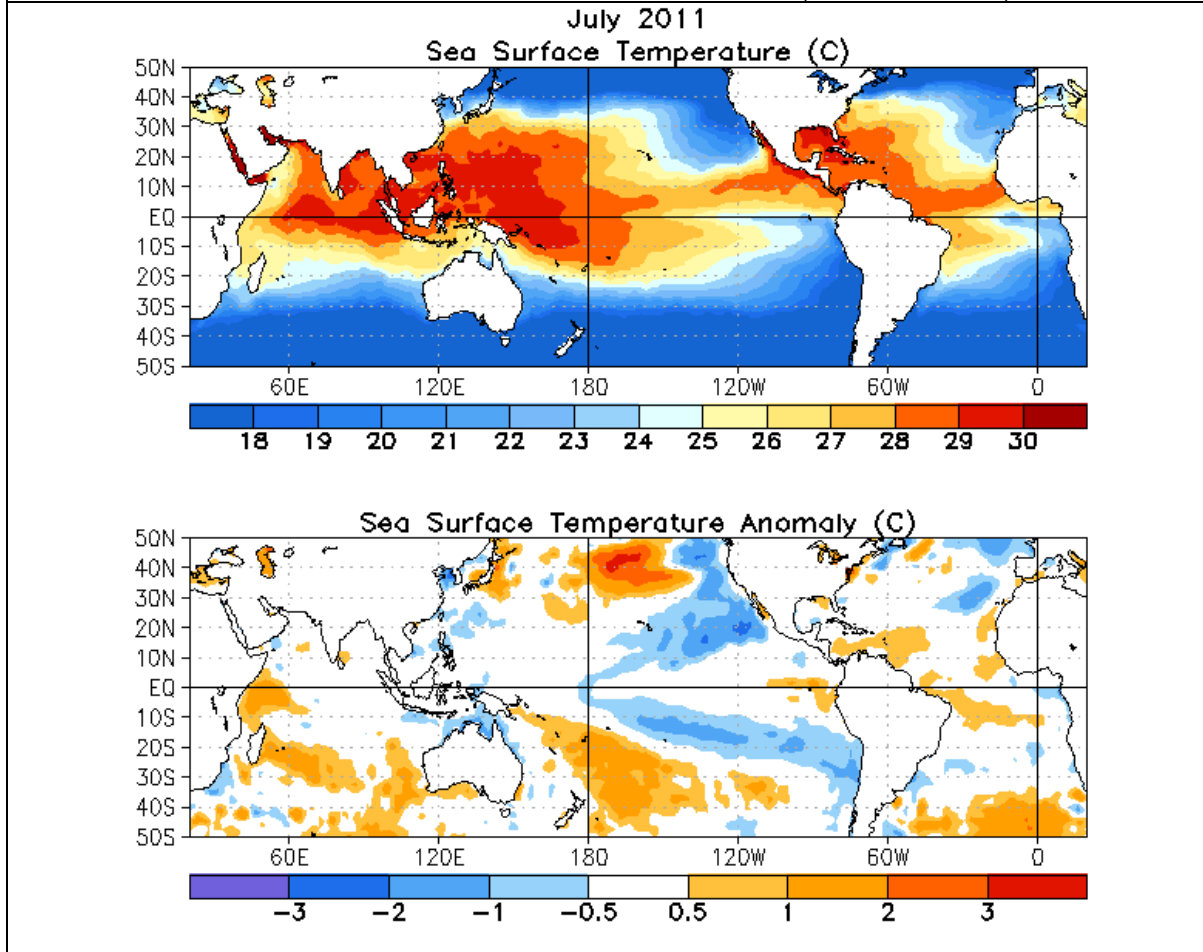 July 2011
Sea Surface Temperature (C)
50N
40N
30N
20N
10N
EQ
10S
20S
30S
40S
50S
60E 120E 180 120W 60W 0
18 19 20 21 22 23 24 25 26 27 28 29 30
Sea Surface Temperature Anomaly (C)
50N
40N
30N
20N
10N
EQ
10S
20S
30S
40S
50S
60E 120E 180 120W 60W 0
-3 -2 -1 -0.5 0.5 1 2 3